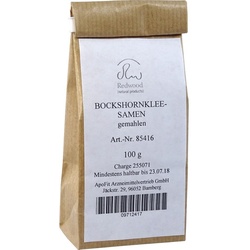 Redwood
natural products
BOCKSHORNKLEE-
SAMEN
gemahlen
Art.-Nr. 85416
100 g
Charge 255071
Mindestens haltbar bis 23.07.18
ApoFit Arzneimittelvertrieb GmbH
Jäckstr. 29, 96052 Bamberg
09712417